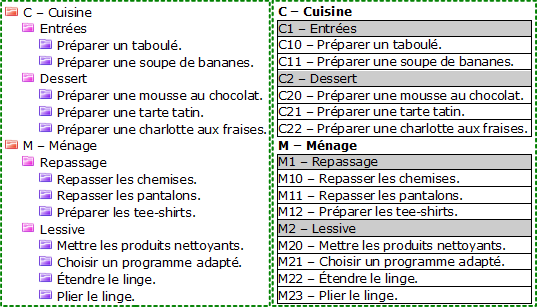 C – Cuisine
Entrées
Préparer un taboulé.
Préparer une soupe de bananes.
Dessert
Préparer une mousse au chocolat.
Préparer une tarte tatin.
Préparer une charlotte aux fraises.
M – Ménage
Repassage
Repasser les chemises.
Repasser les pantalons.
Préparer les tee-shirts.
Lessive
Mettre les produits nettoyants.
Choisir un programme adapté.
Étendre le linge.
Plier le linge.
C – Cuisine
C1 – Entrées
C10 – Préparer un taboulé.
C11 – Préparer une soupe de bananes.
C2 – Dessert
C20 – Préparer une mousse au chocolat.
C21 – Préparer une tarte tatin.
C22 – Préparer une charlotte aux fraises.
M – Ménage
M1 – Repassage
M10 – Repasser les chemises.
M11 – Repasser les pantalons.
M12 – Préparer les tee-shirts.
M2 – Lessive
M20 – Mettre les produits nettoyants.
M21 – Choisir un programme adapté.
M22 – Étendre le linge.
M23 – Plier le linge.